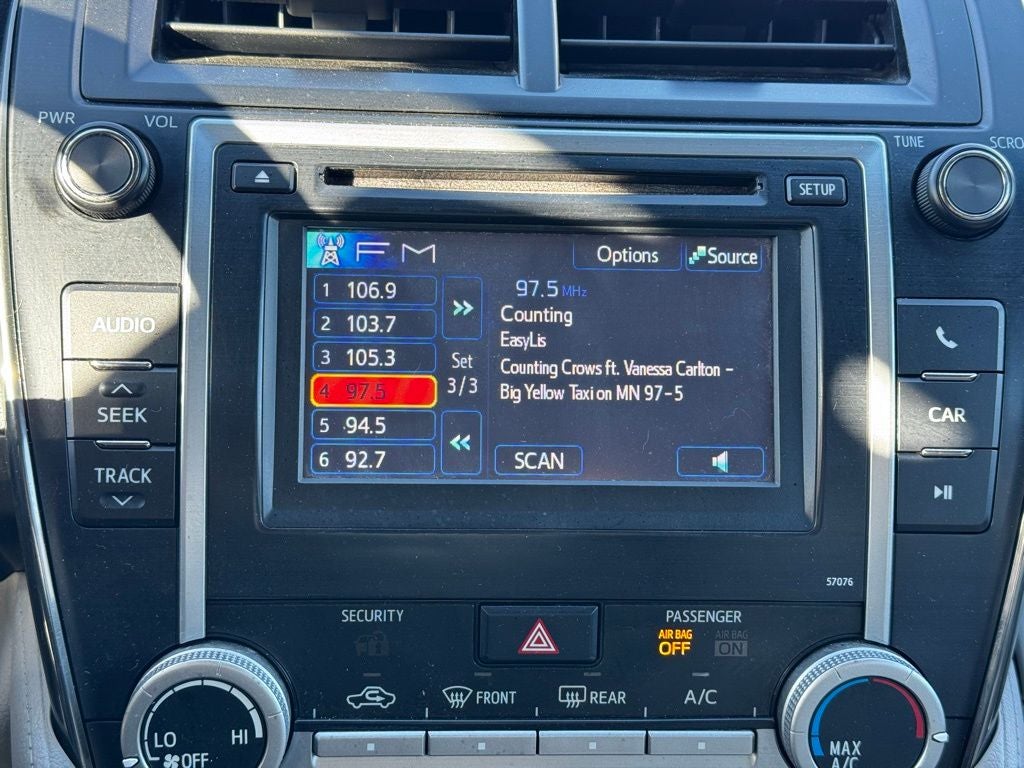 PWR
VOL
TUNE
SCRO
SETUP
FM
Options
Source
1 106.9
2 103.7
3 105.3
4 97.5
5 94.5
6 92.7
Set
3/3
97.5 MHz
Counting
EasyLis
Counting Crows ft. Vanessa Carlton -
Big Yellow Taxi on MN 97-5
SCAN
AUDIO
SEEK
TRACK
CAR
57076
SECURITY
PASSENGER
AIR BAG
OFF
AIR BAG
ON
FRONT
REAR
A/C
LO
HI
OFF
MAX
A/C